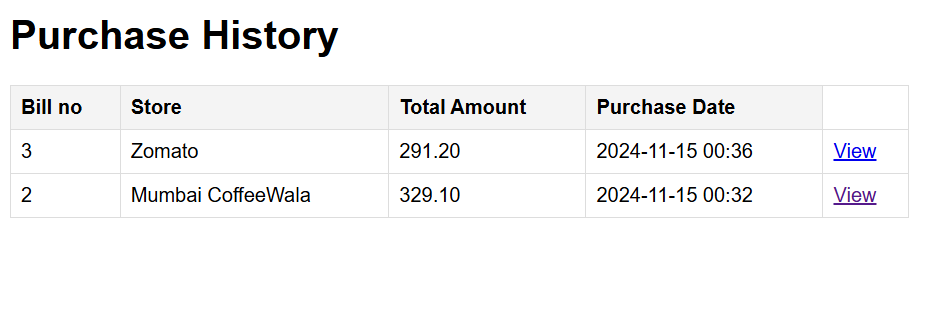 Purchase History
Bill no Store Total Amount Purchase Date
3 Zomato 291.20 2024-11-15 00:36 View
2 Mumbai CoffeeWala 329.10 2024-11-15 00:32 View